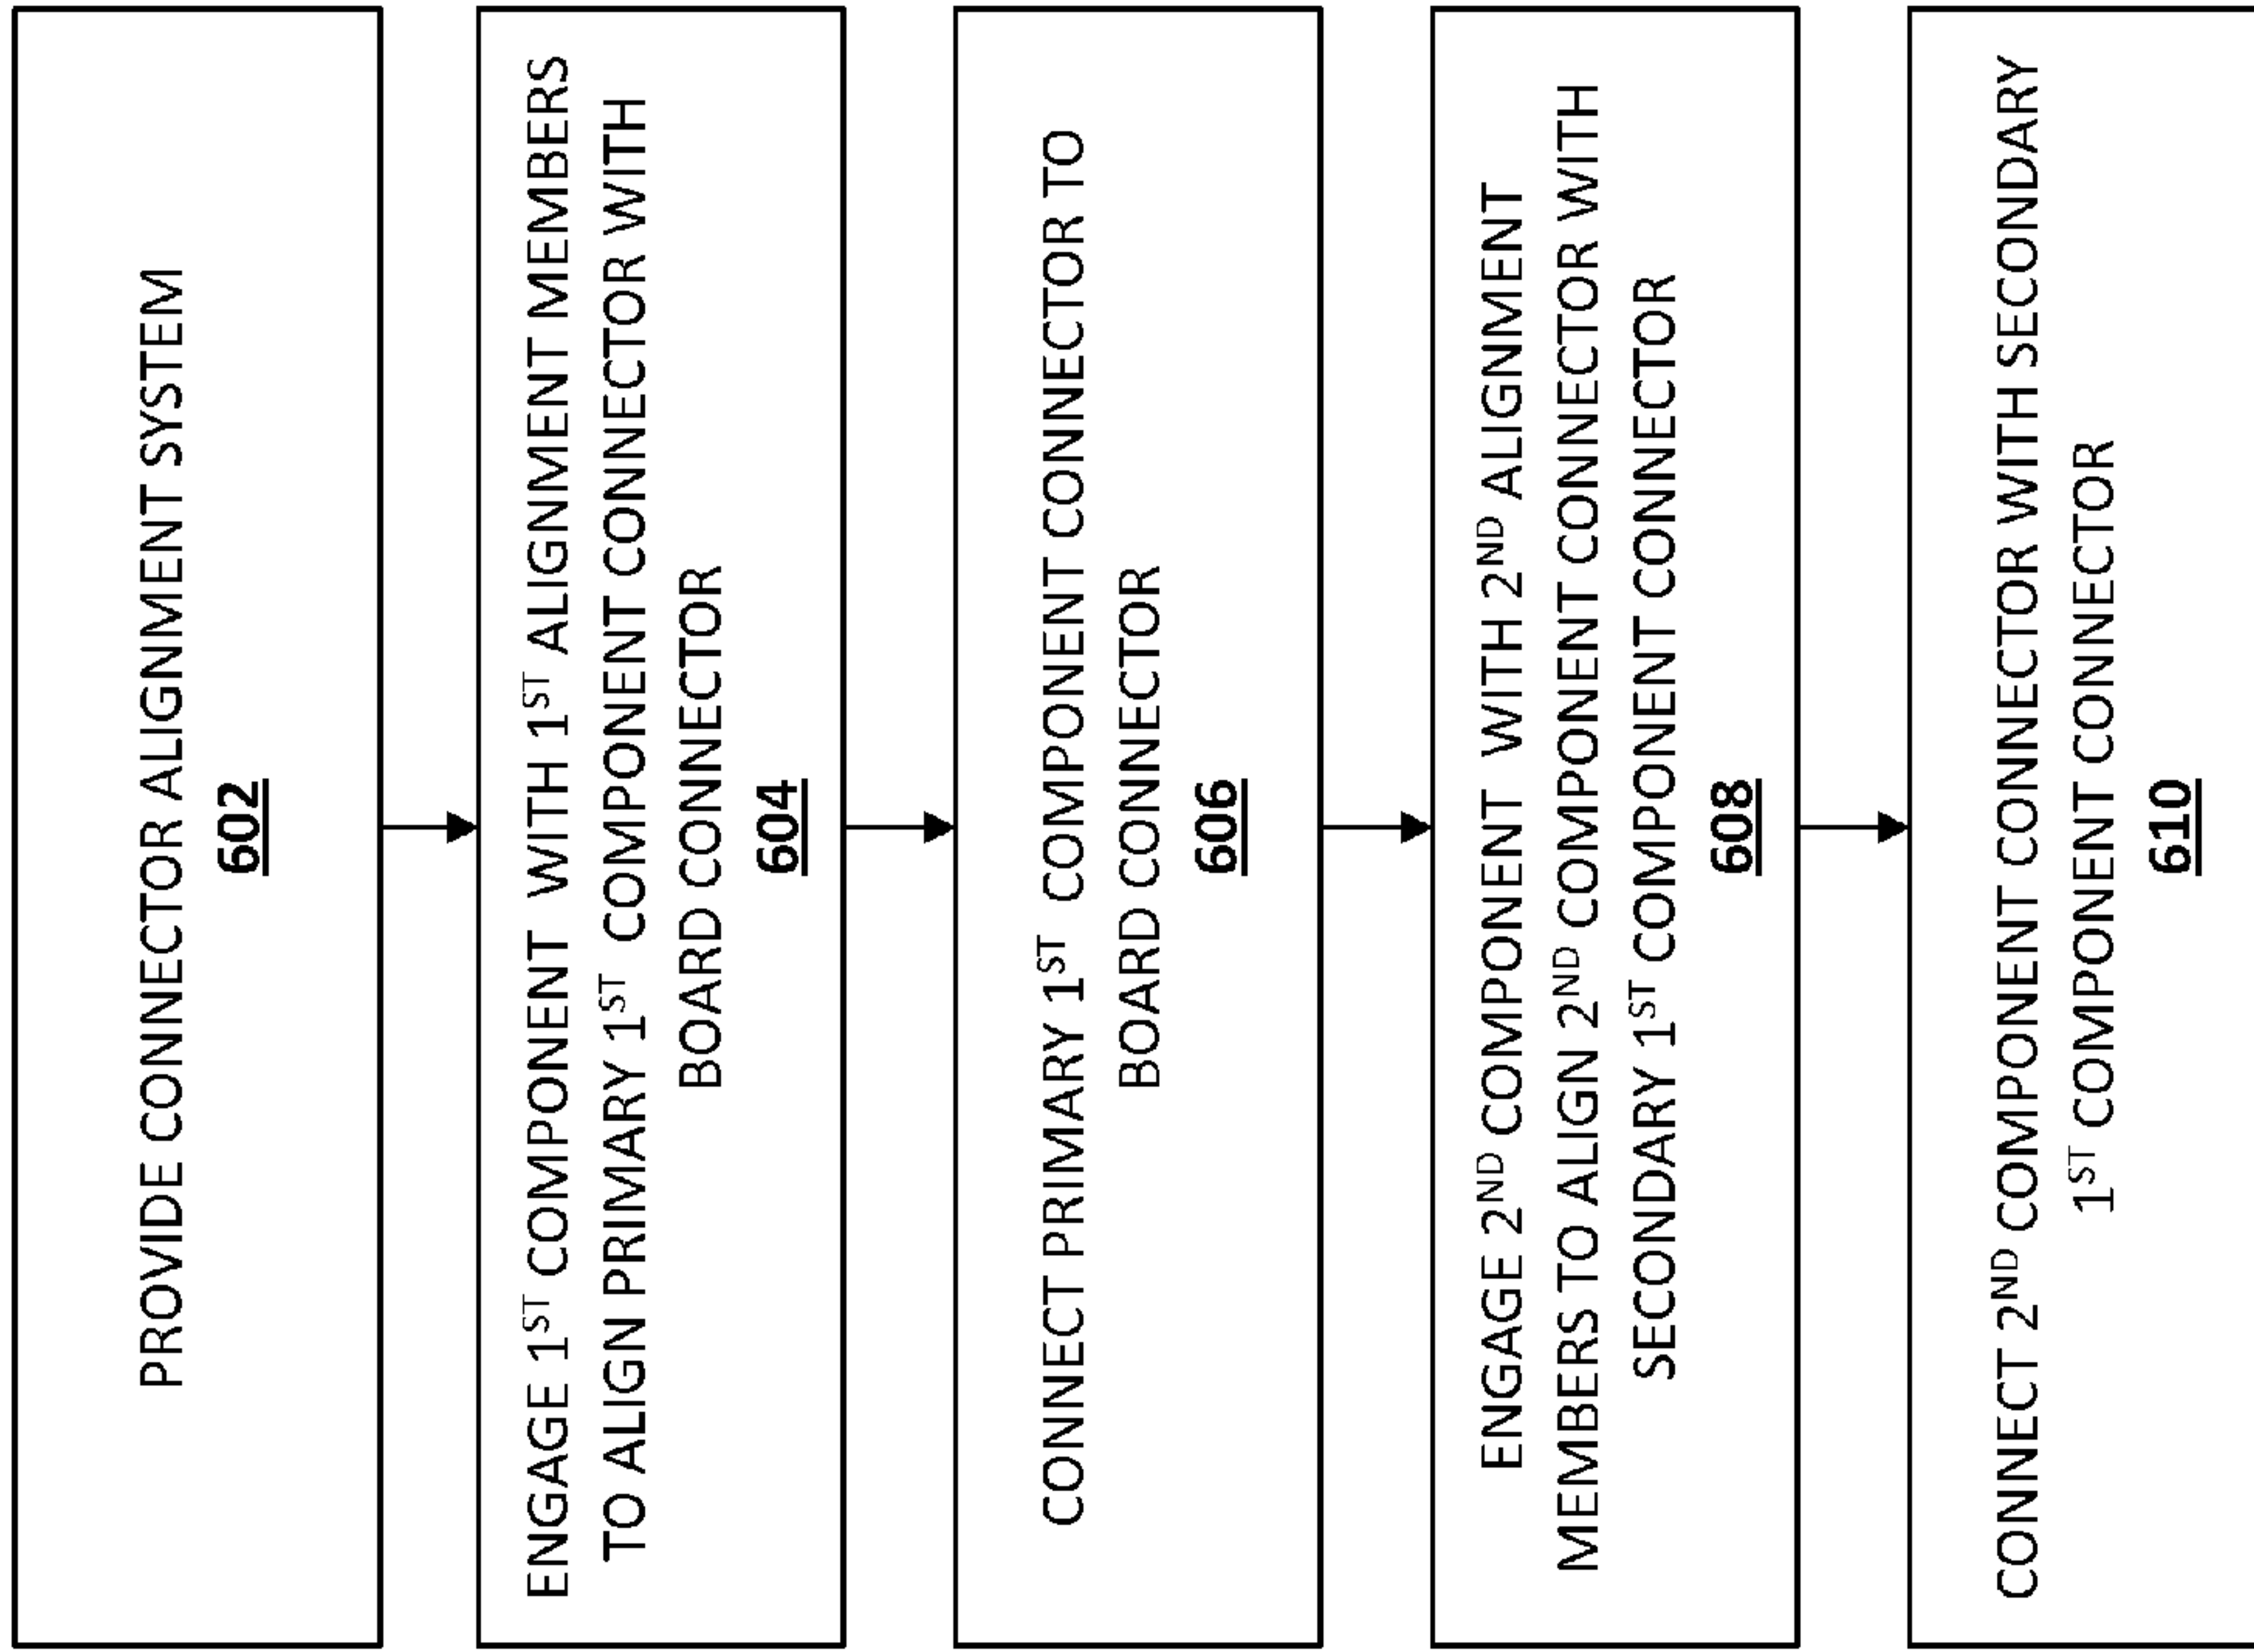 PROVIDE CONNECTOR ALIGNMENT SYSTEM
602
ENGAGE 1ST COMPONENT WITH 1ST ALIGNMENT MEMBERS
TO ALIGN PRIMARY 1ST COMPONENT CONNECTOR WITH
BOARD CONNECTOR
604
CONNECT PRIMARY 1ST COMPONENT CONNECTOR TO
BOARD CONNECTOR
606
ENGAGE 2ND COMPONENT WITH 2ND ALIGNMENT
MEMBERS TO ALIGN 2ND COMPONENT CONNECTOR WITH
SECONDARY 1ST COMPONENT CONNECTOR
608
CONNECT 2ND COMPONENT CONNECTOR WITH SECONDARY
1ST COMPONENT CONNECTOR
610